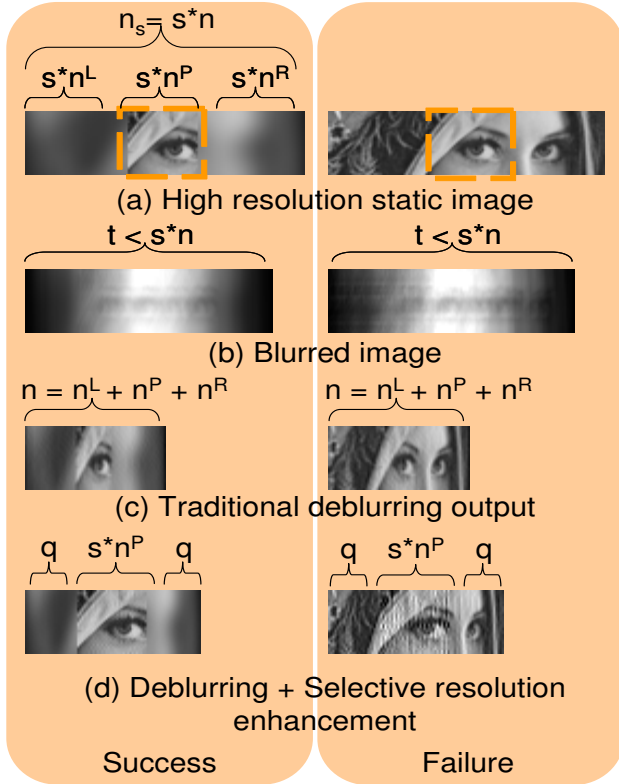 nₛ= s*n
s*nᴸ s*nᴾ s*nᴿ
(a) High resolution static image
t < s*n t < s*n
(b) Blurred image
n = nᴸ + nᴾ + nᴿ n = nᴸ + nᴾ + nᴿ
(c) Traditional deblurring output
q s*nᴾ q q s*nᴾ q
(d) Deblurring + Selective resolution
enhancement
Success Failure